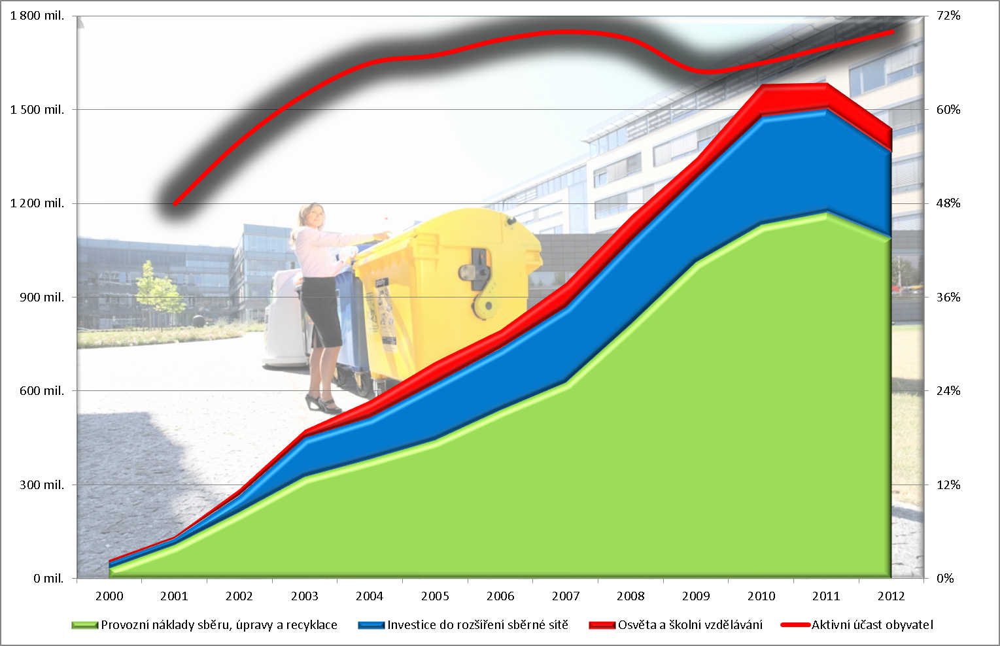 1 800 mil.
72%
1 500 mil.
60%
1 200 mil.
48%
900 mil.
36%
600 mil.
24%
300 mil.
12%
0 mil.
0%
2000 2001 2002 2003 2004 2005 2006 2007 2008 2009 2010 2011 2012
Provozní náklady sběru, úpravy a recyklace Investice do rozšíření sběrné sítě Osvěta a školní vzdělávání Aktivní účast obyvatel